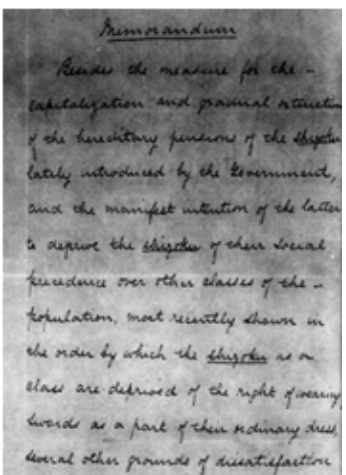 Memorandum
Besides the measure for the -
capitalization and gradual extinction
of the hereditary pensions of the shizoku
lately introduced by the Government,
and the manifest intention of the latter
to deprive the shizoku of their social
precedence over other classes of the -
population, most recently shown in
the order by which the shizoku as a
class are deprived of the right of wearing
swords as a part of their ordinary dress,
several other grounds of dissatisfaction